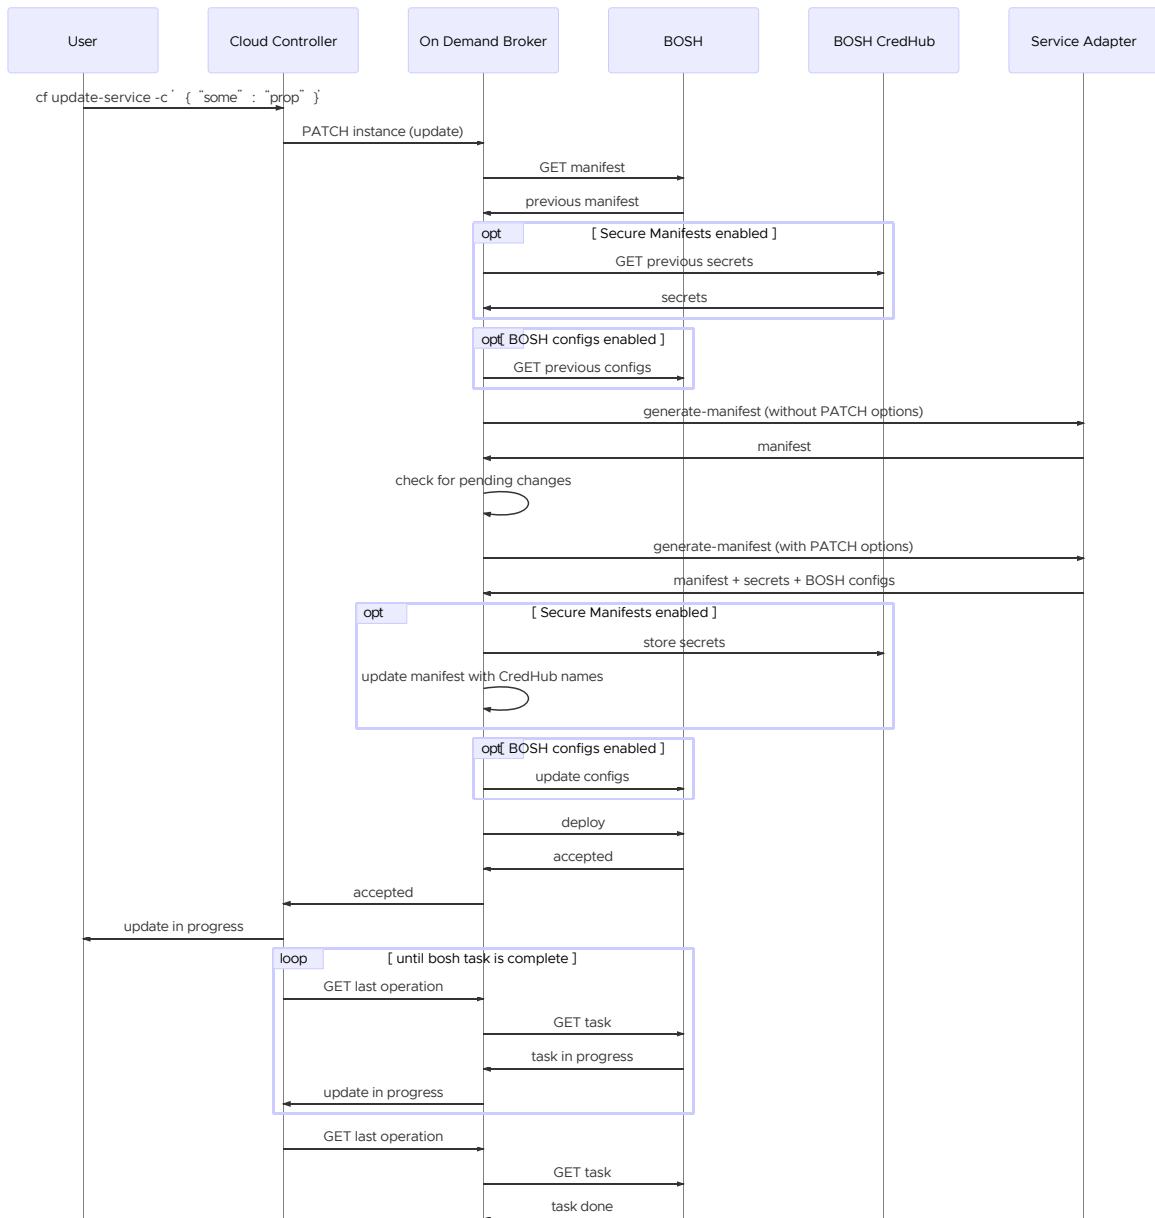 User
Cloud Controller
On Demand Broker
BOSH
BOSH CredHub
Service Adapter
cf update-service -c ' { “some” : “prop” }'
PATCH instance (update)
GET manifest
previous manifest
opt
[ Secure Manifests enabled ]
GET previous secrets
secrets
opt
[ BOSH configs enabled ]
GET previous configs
generate-manifest (without PATCH options)
manifest
check for pending changes
generate-manifest (with PATCH options)
manifest + secrets + BOSH configs
opt
[ Secure Manifests enabled ]
store secrets
update manifest with CredHub names
opt
[ BOSH configs enabled ]
update configs
deploy
accepted
accepted
update in progress
loop
[ until bosh task is complete ]
GET last operation
GET task
task in progress
update in progress
GET last operation
GET task
task done